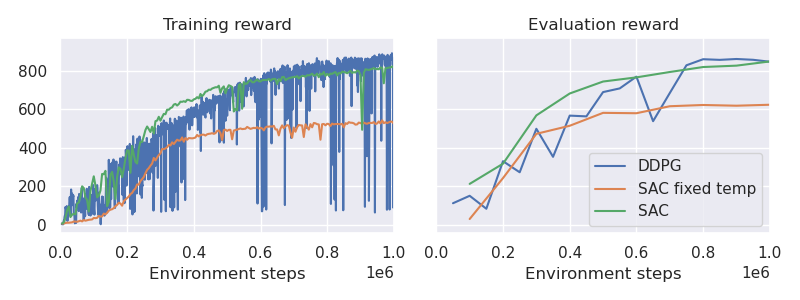 Training reward
Evaluation reward
800
600
400
200
0
0.0 0.2 0.4 0.6 0.8 1.0
Environment steps
1e6
DDPG
SAC fixed temp
SAC
0.0 0.2 0.4 0.6 0.8 1.0
Environment steps
1e6